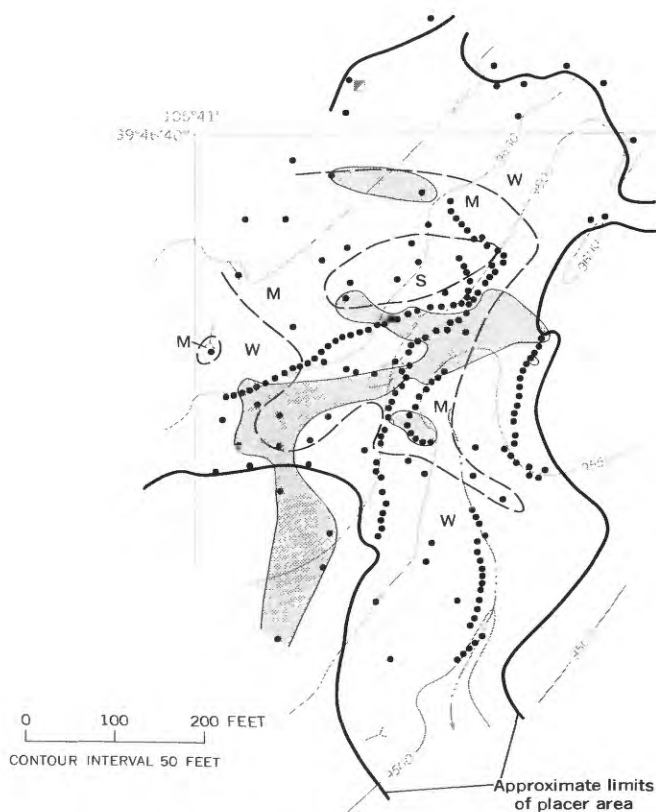 105°41'
39°46'40"
W
M
S
M
M
W
M
W
0 100 200 FEET
CONTOUR INTERVAL 50 FEET
Approximate limits
of placer area